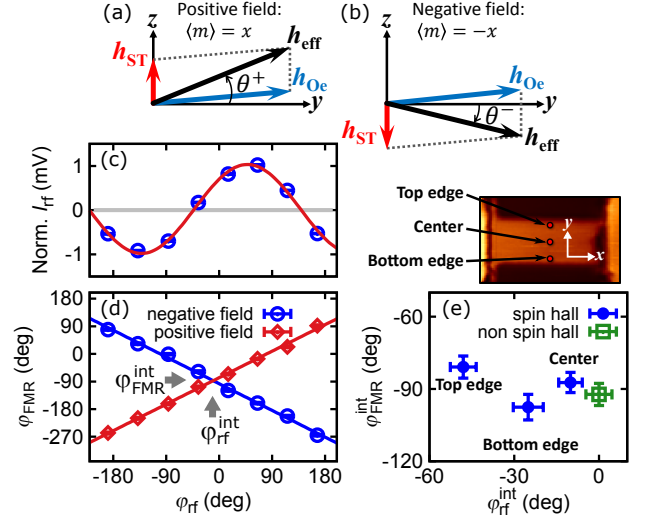 (a)
Positive field:
⟨m⟩ = x
z
h_eff
h_ST
θ⁺
h_Oe
y
(b)
Negative field:
⟨m⟩ = −x
z
h_Oe
y
θ⁻
h_ST
h_eff
(c)
Norm. I_rf (mV)
1
0
-1
Top edge
Center
Bottom edge
y
x
(d)
negative field
positive field
φ_FMR (deg)
180
90
0
-90
-180
-270
φ_FMR^int
φ_rf^int
-180 -90 0 90 180
φ_rf (deg)
(e)
spin hall
non spin hall
φ_FMR^int (deg)
-60
-90
-120
Top edge
Center
Bottom edge
-60 -30 0
φ_rf^int (deg)